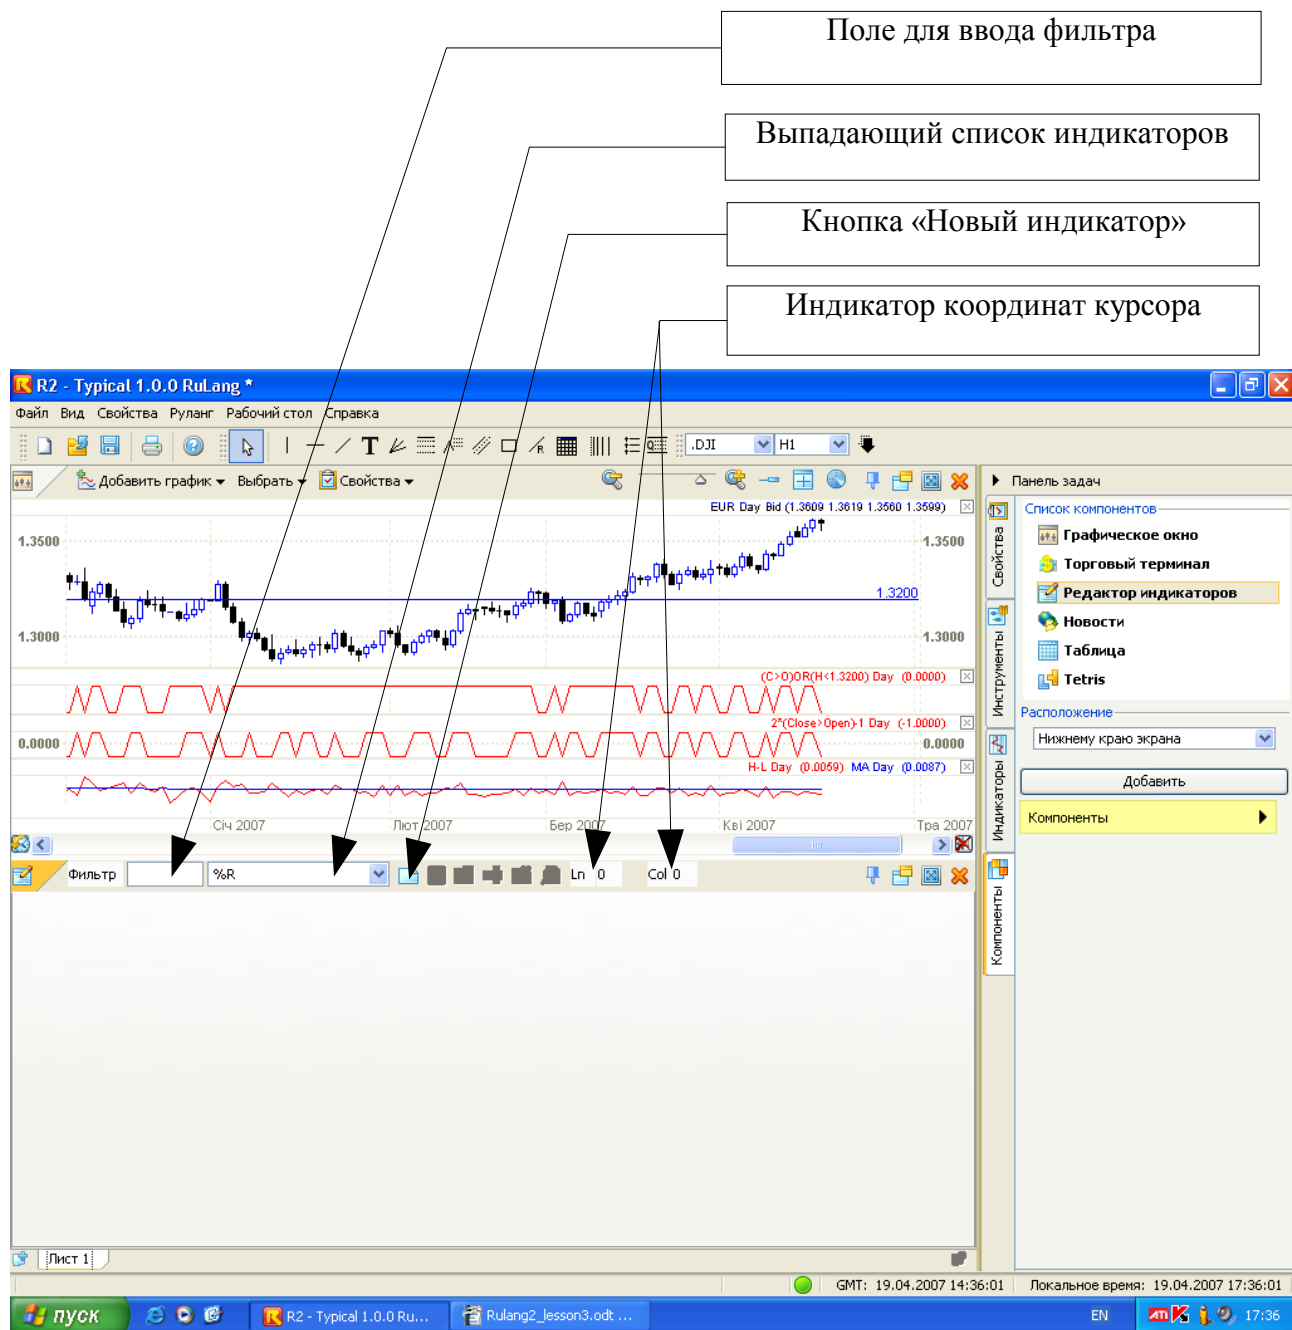 Поле для ввода фильтра
Выпадающий список индикаторов
Кнопка «Новый индикатор»
Индикатор координат курсора
R2 - Typical 1.0.0 RuLang *
Файл Вид Свойства Руланг Рабочий стол Справка
.DJI H1
Добавить график Выбрать Свойства
Панель задач
EUR Day Bid (1.3609 1.3619 1.3560 1.3599)
Список компонентов
1.3500 1.3500
Графическое окно
Торговый терминал
1.3200
Редактор индикаторов
Новости
1.3000 1.3000
Таблица
(C>0)OR(H<1.3200) Day (0.0000)
Tetris
Расположение
2*(Close>Open)-1 Day (-1.0000)
0.0000 0.0000
Нижнему краю экрана
H-L Day (0.0059) MA Day (0.0087)
Добавить
Січ 2007 Лют 2007 Бер 2007 Кві 2007 Тра 2007
Компоненты
Свойства
Инструменты
Индикаторы
Компоненты
Фильтр %R Ln 0 Col 0
Лист 1
GMT: 19.04.2007 14:36:01 Локальное время: 19.04.2007 17:36:01
пуск R2 - Typical 1.0.0 Ru... Rulang2_lesson3.odt ... EN ATI 17:36